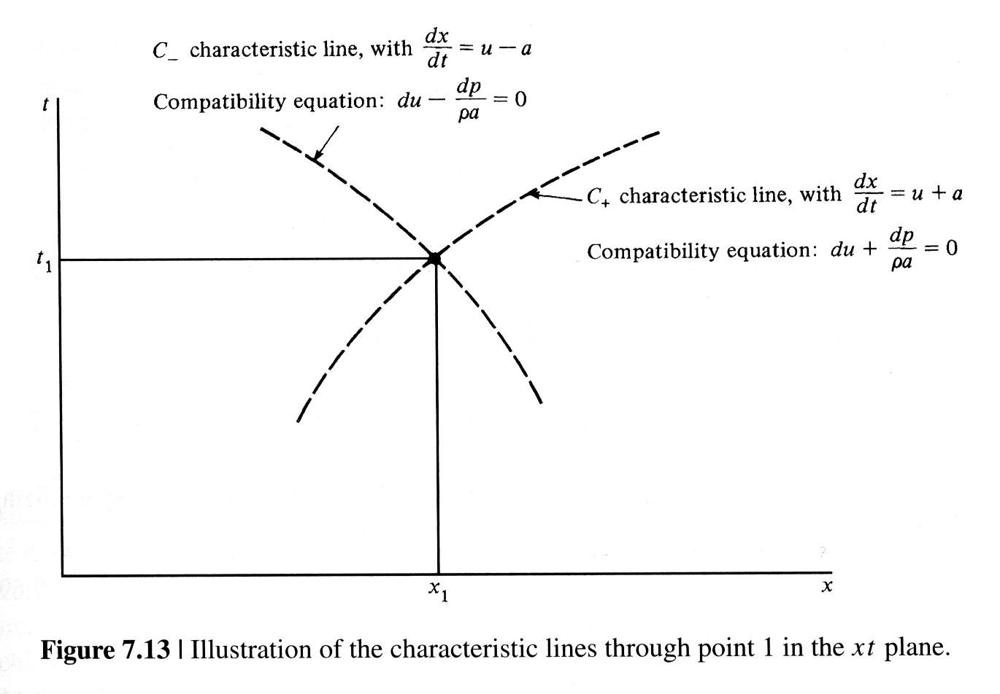 C₋ characteristic line, with dx/dt = u − a
Compatibility equation: du − dp/ρa = 0
t
C₊ characteristic line, with dx/dt = u + a
t₁
Compatibility equation: du + dp/ρa = 0
x₁
x
Figure 7.13 | Illustration of the characteristic lines through point 1 in the xt plane.